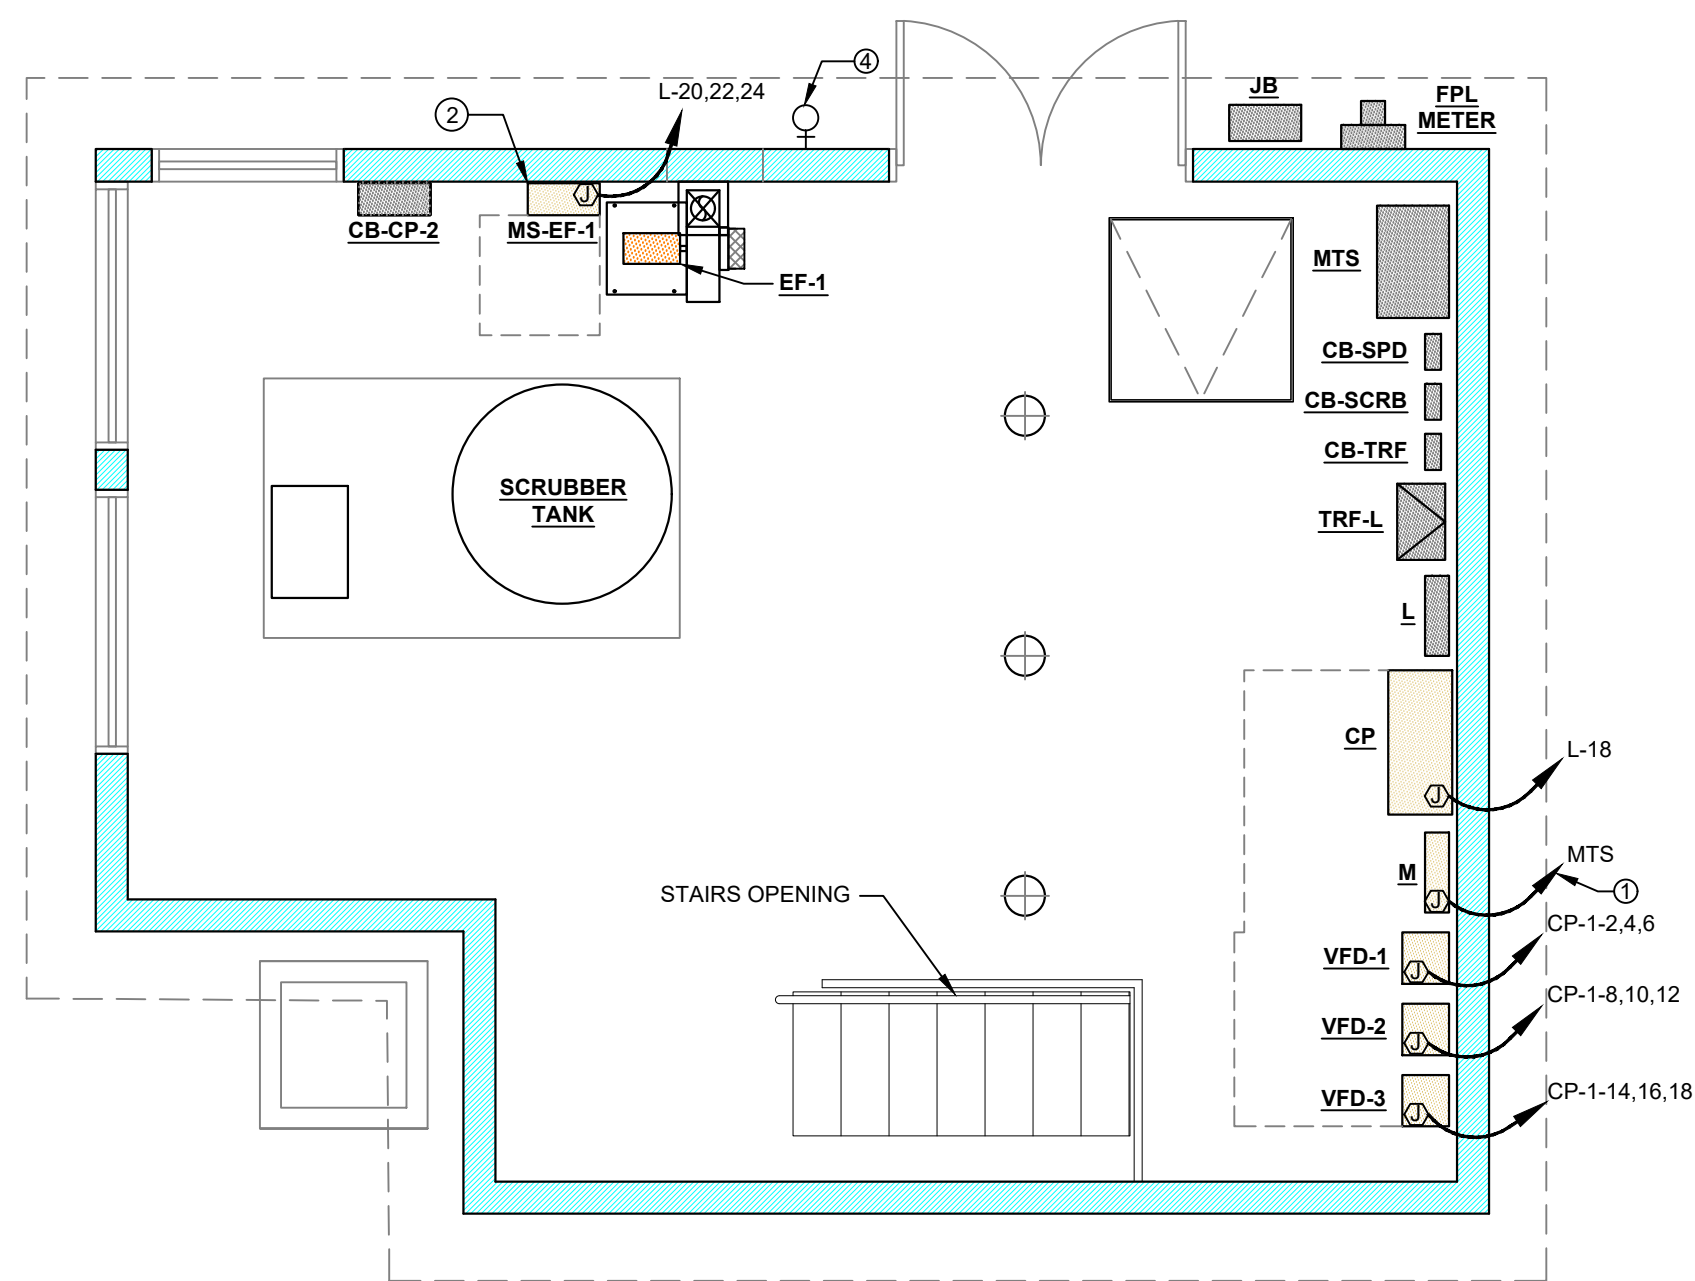 4
JB
FPL
METER
L-20,22,24
2
J
CB-CP-2
MS-EF-1
EF-1
MTS
CB-SPD
CB-SCRB
CB-TRF
SCRUBBER
TANK
TRF-L
L
CP
L-18
J
MTS
M
1
J
STAIRS OPENING
CP-1-2,4,6
VFD-1
J
CP-1-8,10,12
VFD-2
J
CP-1-14,16,18
VFD-3
J